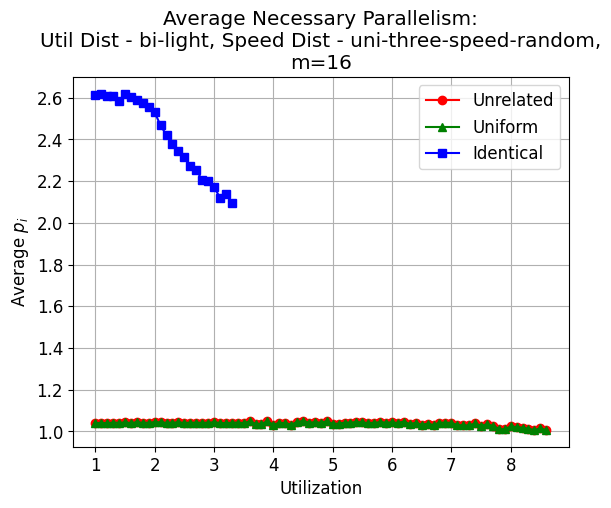 Average Necessary Parallelism:
Util Dist - bi-light, Speed Dist - uni-three-speed-random,
m=16
Unrelated
Uniform
Identical
Average p_i
2.6
2.4
2.2
2.0
1.8
1.6
1.4
1.2
1.0
1 2 3 4 5 6 7 8
Utilization